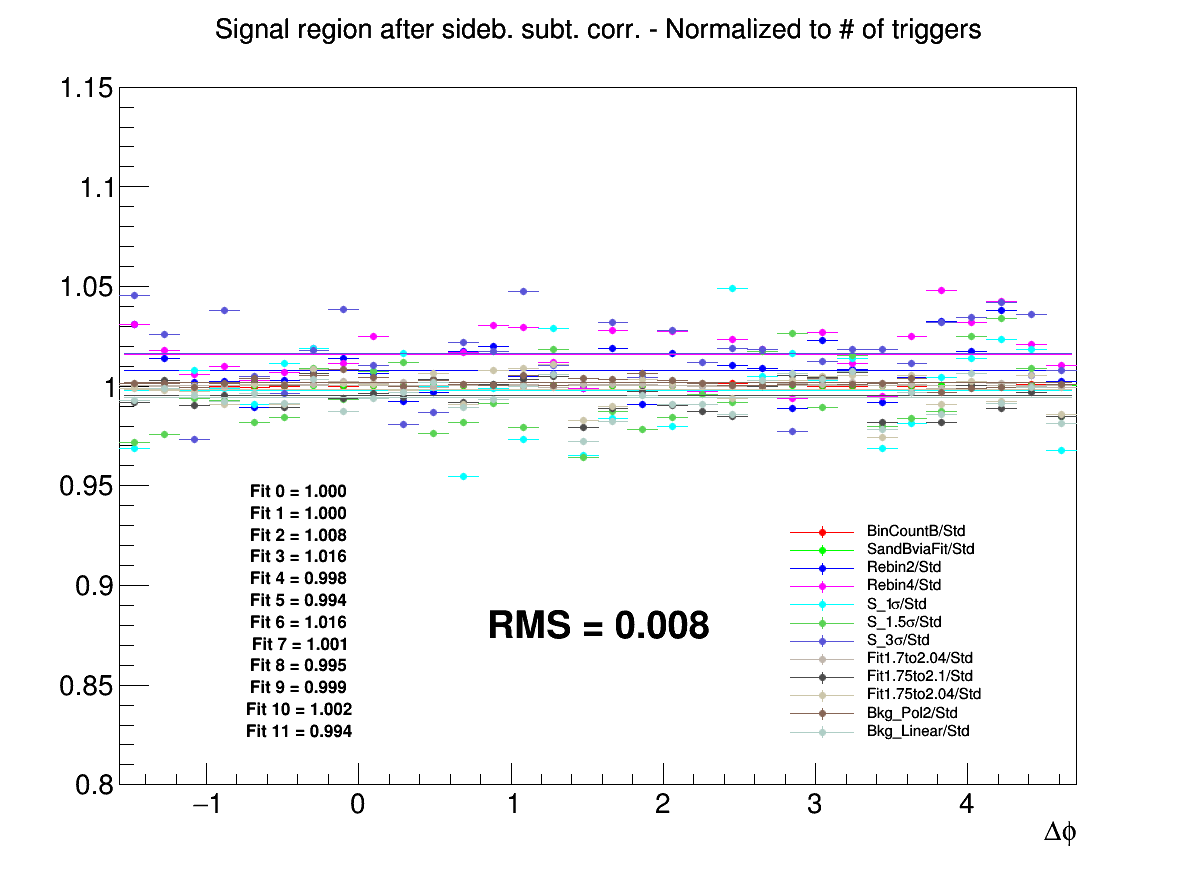 Signal region after sideb. subt. corr. - Normalized to # of triggers
1.15
1.1
1.05
1
0.95
0.9
0.85
0.8
Fit 0 = 1.000
Fit 1 = 1.000
Fit 2 = 1.008
Fit 3 = 1.016
Fit 4 = 0.998
Fit 5 = 0.994
Fit 6 = 1.016
Fit 7 = 1.001
Fit 8 = 0.995
Fit 9 = 0.999
Fit 10 = 1.002
Fit 11 = 0.994
RMS = 0.008
BinCountB/Std
SandBviaFit/Std
Rebin2/Std
Rebin4/Std
S_1σ/Std
S_1.5σ/Std
S_3σ/Std
Fit1.7to2.04/Std
Fit1.75to2.1/Std
Fit1.75to2.04/Std
Bkg_Pol2/Std
Bkg_Linear/Std
−1 0 1 2 3 4
Δϕ